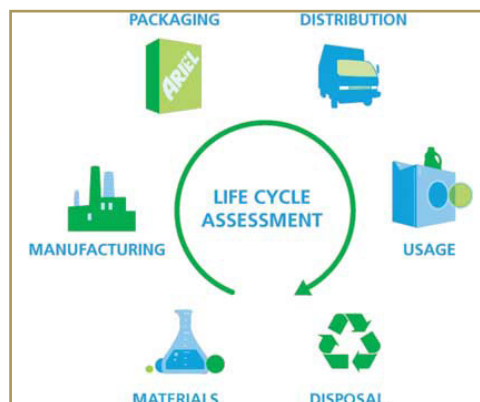 PACKAGING
DISTRIBUTION
ARIEL
LIFE CYCLE
ASSESSMENT
MANUFACTURING
USAGE
MATERIALS
DISPOSAL